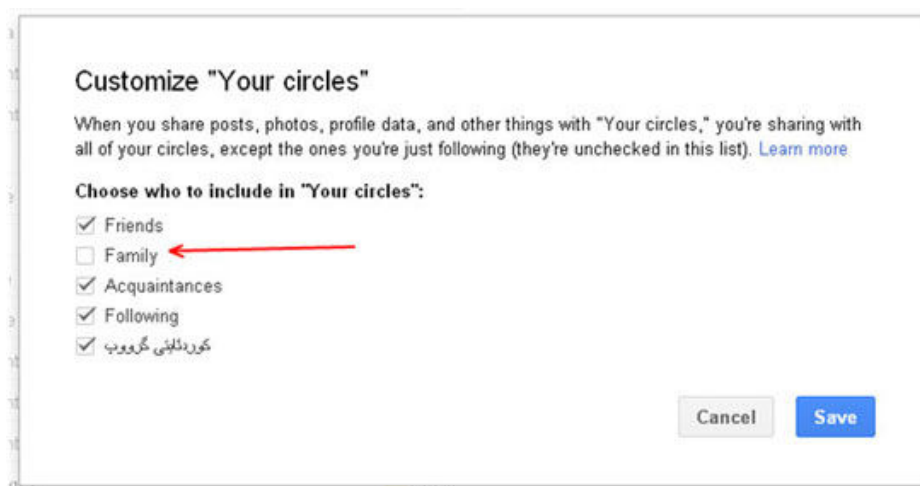 Customize "Your circles"
When you share posts, photos, profile data, and other things with "Your circles," you're sharing with
all of your circles, except the ones you're just following (they're unchecked in this list). Learn more
Choose who to include in "Your circles":
Friends
Family
Acquaintances
Following
کوردئایتی گرووپ
Cancel
Save